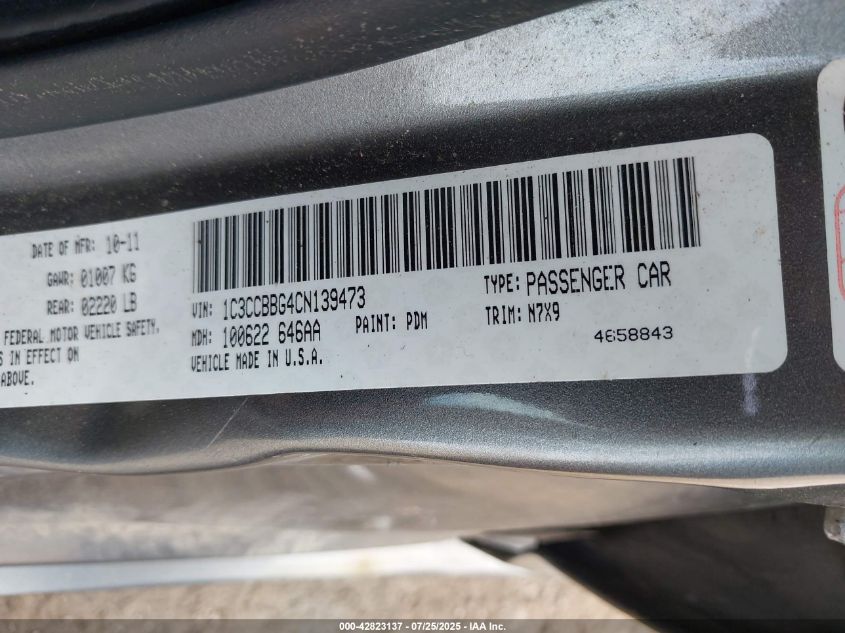 DATE OF MFR: 10-11
GAWR: 01007 KG
REAR: 02220 LB
FEDERAL MOTOR VEHICLE SAFETY.
S IN EFFECT ON
ABOVE.
VIN: 1C3CCBBG4CN139473
TYPE: PASSENGER CAR
MDH: 100622 646AA
PAINT: PDM
TRIM: N7X9
VEHICLE MADE IN U.S.A.
4658843
000-42823137 - 07/25/2025 - IAA Inc.